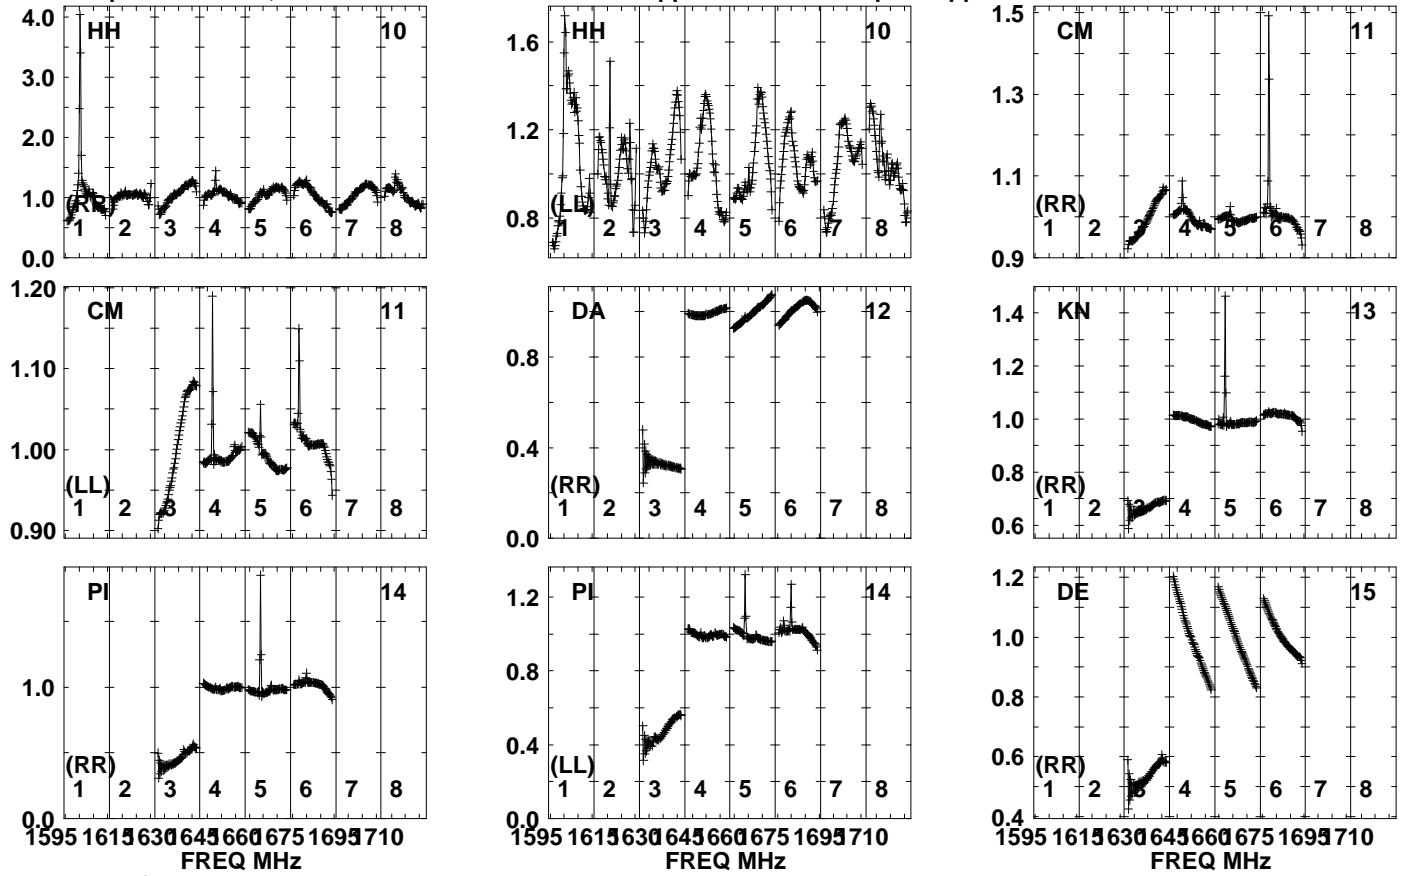 4.0 HH 10
3.0
2.0
1.0 (RR)
1 2 3 4 5 6 7 8
0.0
1.6 HH 10
1.2
0.8 (LL)
1 2 3 4 5 6 7 8
1.5 CM 11
1.3
1.1 (RR)
1 2 3 4 5 6 7 8
0.9
1.20 CM 11
1.10
1.00 (LL)
1 2 3 4 5 6 7 8
0.90
DA 12
0.8
0.4 (RR)
1 2 3 4 5 6 7 8
0.0
1.4 KN 13
1.2
1.0
0.8 (RR)
1 2 3 4 5 6 7 8
0.6
PI 14
1.0
(RR)
1 2 3 4 5 6 7 8
0.0
1595 1615 1630 1645 1660 1675 1695 1710
FREQ MHz
1.2 PI 14
0.8
0.4 (LL)
1 2 3 4 5 6 7 8
0.0
1595 1615 1630 1645 1660 1675 1695 1710
FREQ MHz
1.2 DE 15
1.0
0.8
0.6 (RR)
1 2 3 4 5 6 7 8
0.4
1595 1615 1630 1645 1660 1675 1695 1710
FREQ MHz